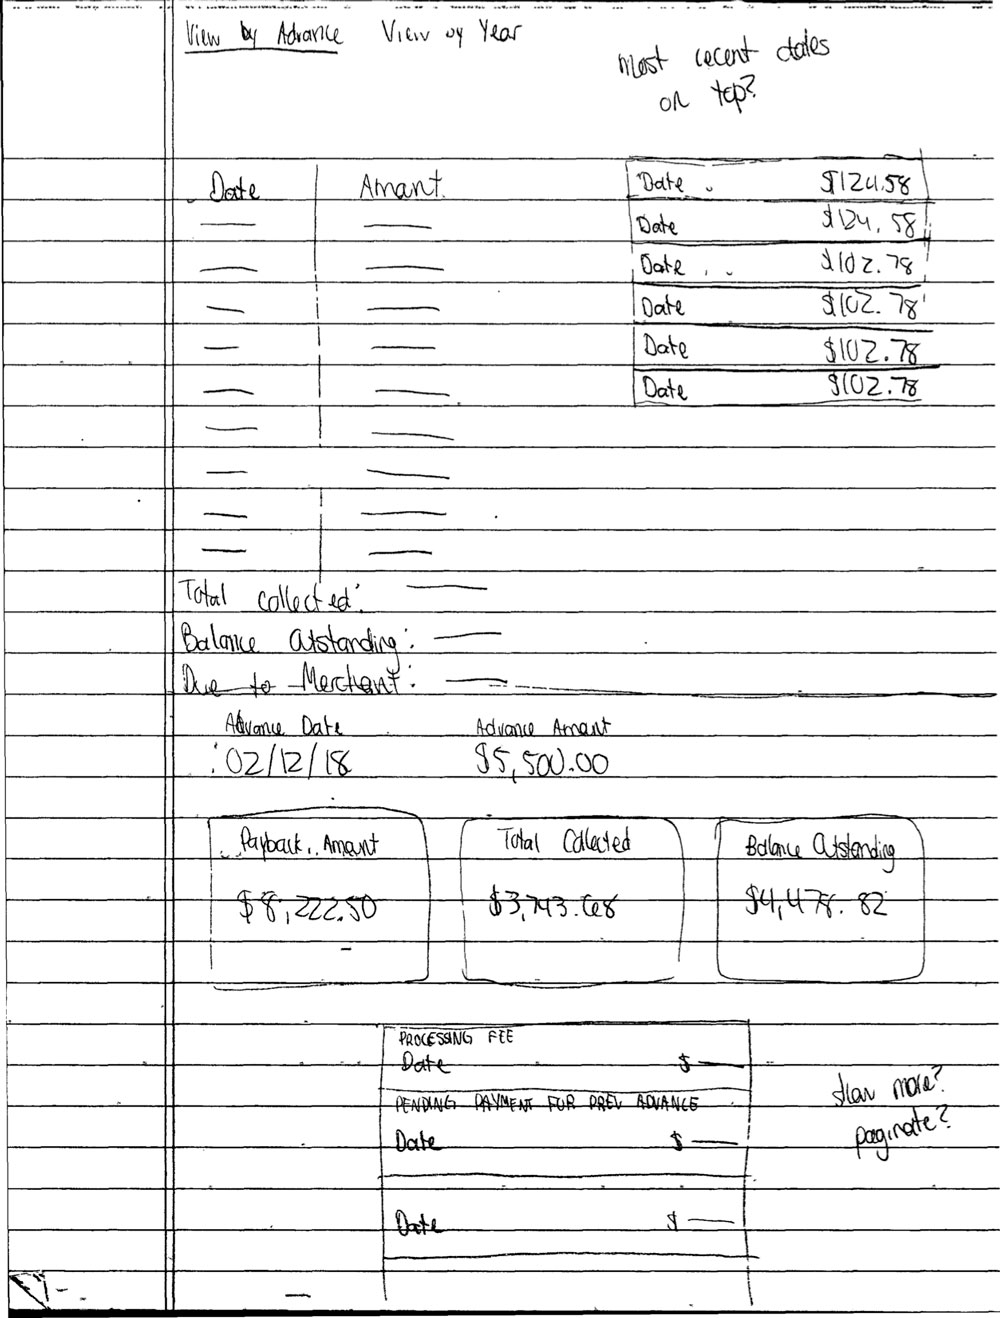 View by Advance View by Year
Most recent dates
on top?
Date Amount
Date $124.58
Date $124.58
Date $102.78
Date $102.78
Date $102.78
Date $102.78
Total Collected:
Balance Outstanding:
Due to Merchant:
Advance Date Advance Amount
02/12/18 $5,500.00
Payback Amount Total Collected Balance Outstanding
$8,222.50 $3,743.68 $4,478.82
PROCESSING FEE
Date $
PENDING PAYMENT FOR PREV ADVANCE
Date $
Date $
Show more?
paginate?